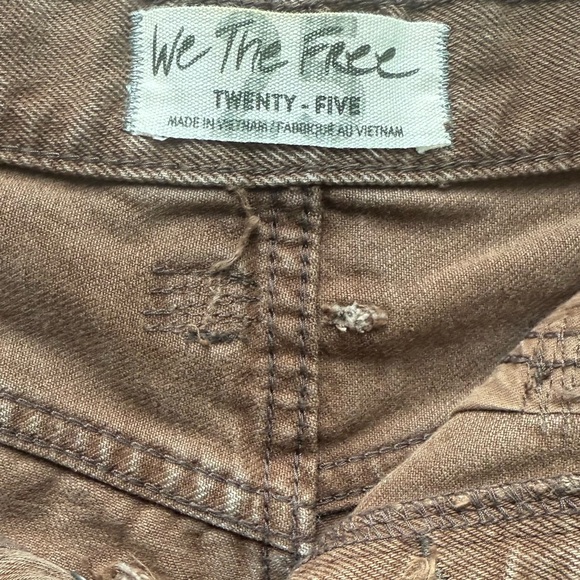 We The Free
TWENTY - FIVE
MADE IN VIETNAM / FABRIQUÉ AU VIETNAM